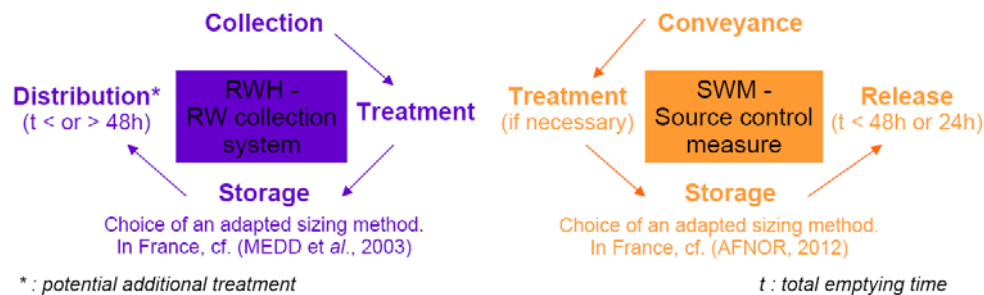 Collection
Distribution*
(t < or > 48h)
RWH -
RW collection
system
Treatment
Storage
Choice of an adapted sizing method.
In France, cf. (MEDD et al., 2003)
Conveyance
Treatment
(if necessary)
SWM -
Source control
measure
Release
(t < 48h or 24h)
Storage
Choice of an adapted sizing method.
In France, cf. (AFNOR, 2012)
* : potential additional treatment
t : total emptying time